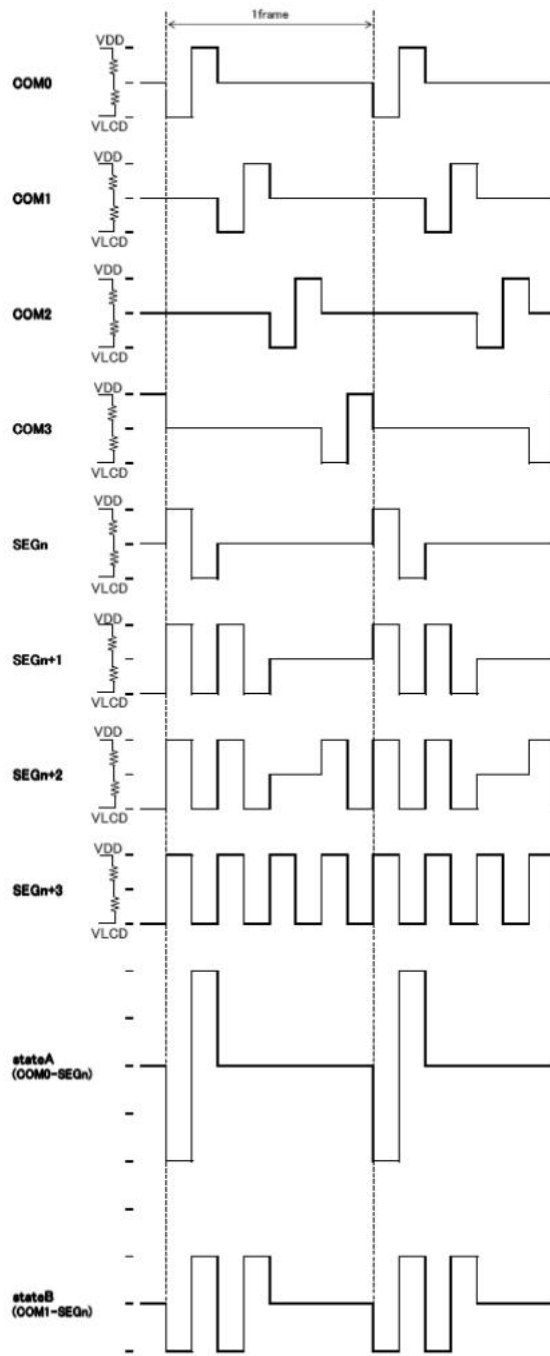 1frame
VDD
COM0
VLCD
VDD
COM1
VLCD
VDD
COM2
VLCD
VDD
COM3
VLCD
VDD
SEGn
VLCD
VDD
SEGn+1
VLCD
VDD
SEGn+2
VLCD
VDD
SEGn+3
VLCD
stateA
(COM0-SEGn)
stateB
(COM1-SEGn)